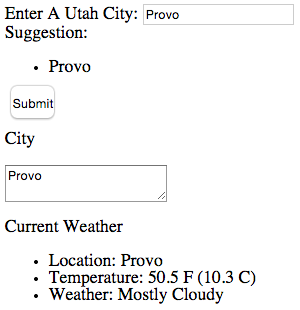 Enter A Utah City: Provo
Suggestion:
• Provo
Submit
City
Provo
Current Weather
• Location: Provo
• Temperature: 50.5 F (10.3 C)
• Weather: Mostly Cloudy